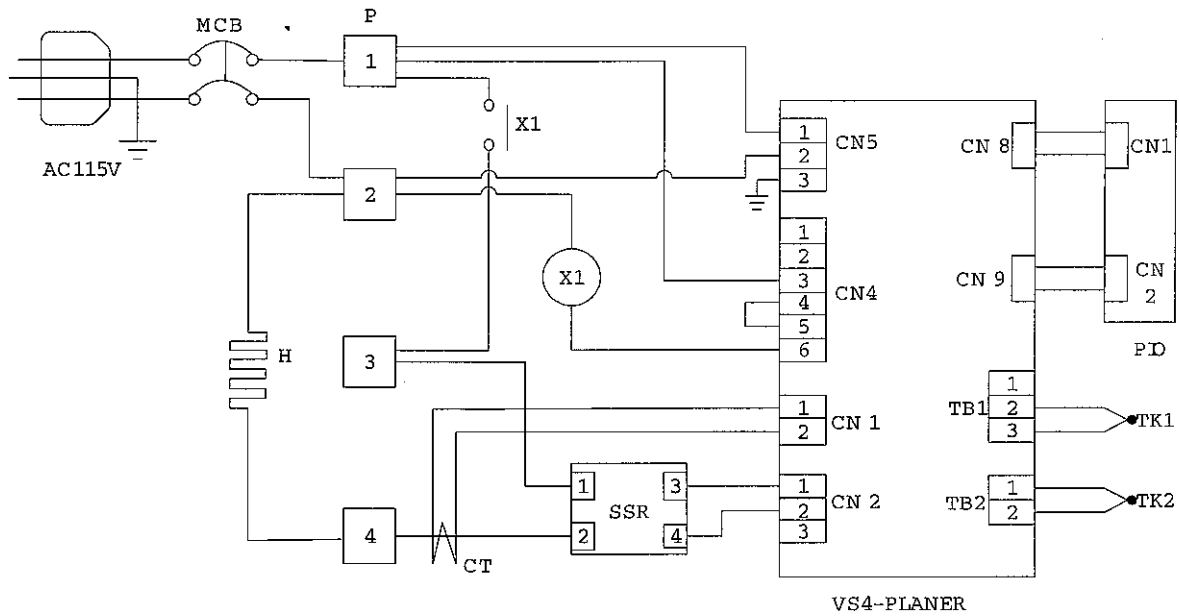 P
MCB
1
X1
AC115V
2
X1
H
3
4
CT
1
2
3
CN5
1
2
3
4
5
6
CN4
1
2
CN 1
1
2
3
CN 2
1
2
3
4
SSR
CN 8
CN1
CN 9
CN
2
PID
1
2
3
TB1
TK1
1
2
TB2
TK2
VS4-PLANER